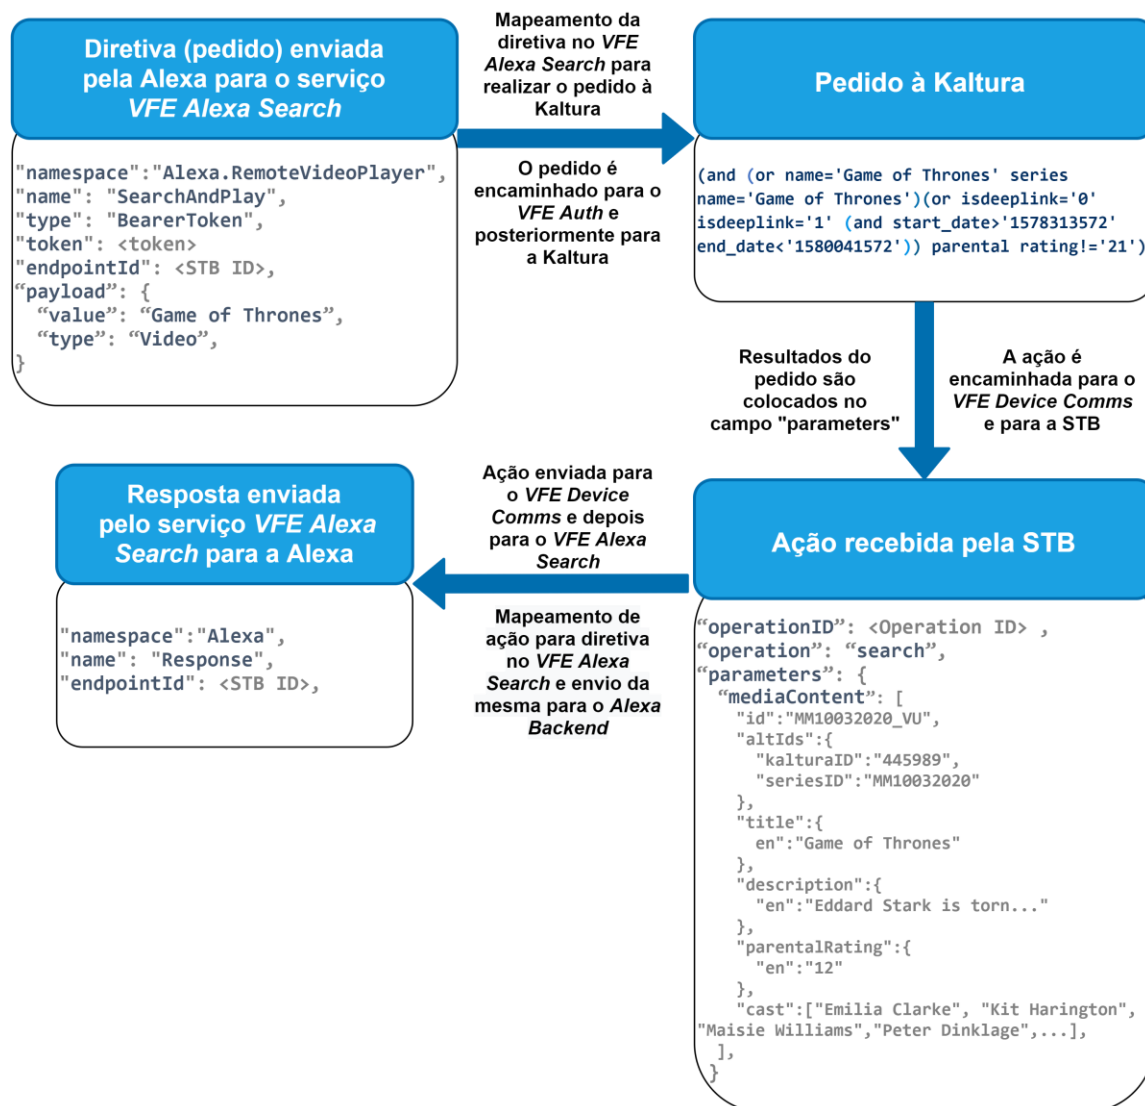 Diretiva (pedido) enviada
pela Alexa para o serviço
VFE Alexa Search
"namespace":"Alexa.RemoteVideoPlayer",
"name": "SearchAndPlay",
"type": "BearerToken",
"token": <token>
"endpointId": <STB ID>,
“payload”: {
“value”: “Game of Thrones”,
“type”: “Video”,
}
Mapeamento da
diretiva no VFE
Alexa Search para
realizar o pedido à
Kaltura
O pedido é
encaminhado para o
VFE Auth e
posteriormente para
a Kaltura
Pedido à Kaltura
(and (or name='Game of Thrones' series
name='Game of Thrones')(or isdeeplink='0'
isdeeplink='1' (and start_date>'1578313572'
end_date<'1580041572')) parental rating!='21')
Resultados do
pedido são
colocados no
campo "parameters"
A ação é
encaminhada para o
VFE Device Comms
e para a STB
Ação recebida pela STB
“operationID”: <Operation ID> ,
“operation”: “search”,
“parameters”: {
“mediaContent”: [
"id":"MM10032020_VU",
"altIds":{
"kalturaID":"445989",
"seriesID":"MM10032020"
},
"title":{
en":"Game of Thrones"
},
"description":{
"en":"Eddard Stark is torn..."
},
"parentalRating":{
"en":"12"
},
"cast":["Emilia Clarke", "Kit Harington",
"Maisie Williams","Peter Dinklage",...],
],
}
Ação enviada para
o VFE Device
Comms e depois
para o VFE Alexa
Search
Mapeamento de
ação para diretiva
no VFE Alexa
Search e envio da
mesma para o Alexa
Backend
Resposta enviada
pelo serviço VFE Alexa
Search para a Alexa
"namespace":"Alexa",
"name": "Response",
"endpointId": <STB ID>,